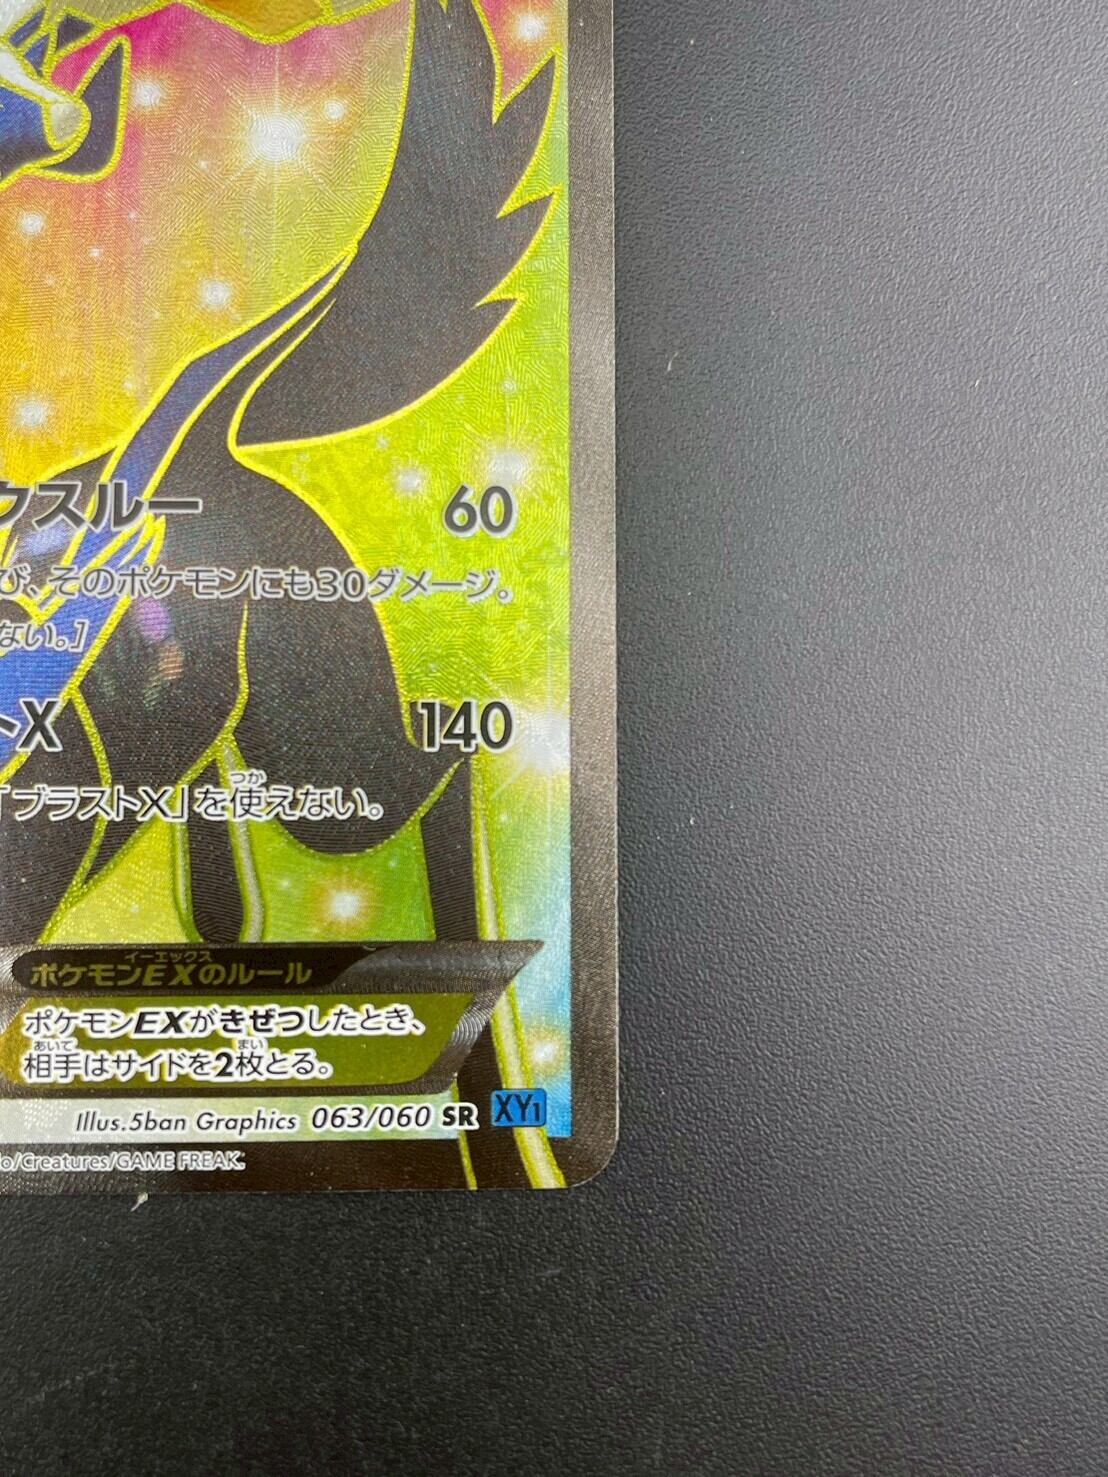 クスルー 60
び、そのポケモンにも30ダメージ。
ない。]
トX 140
つか
「ブラストX」を使えない。
イーエックス
ポケモンEXのルール
ポケモンEXがきぜつしたとき、
あいて まい
相手はサイドを2枚とる。
Illus.5ban Graphics 063/060 SR XY1
do/Creatures/GAME FREAK.